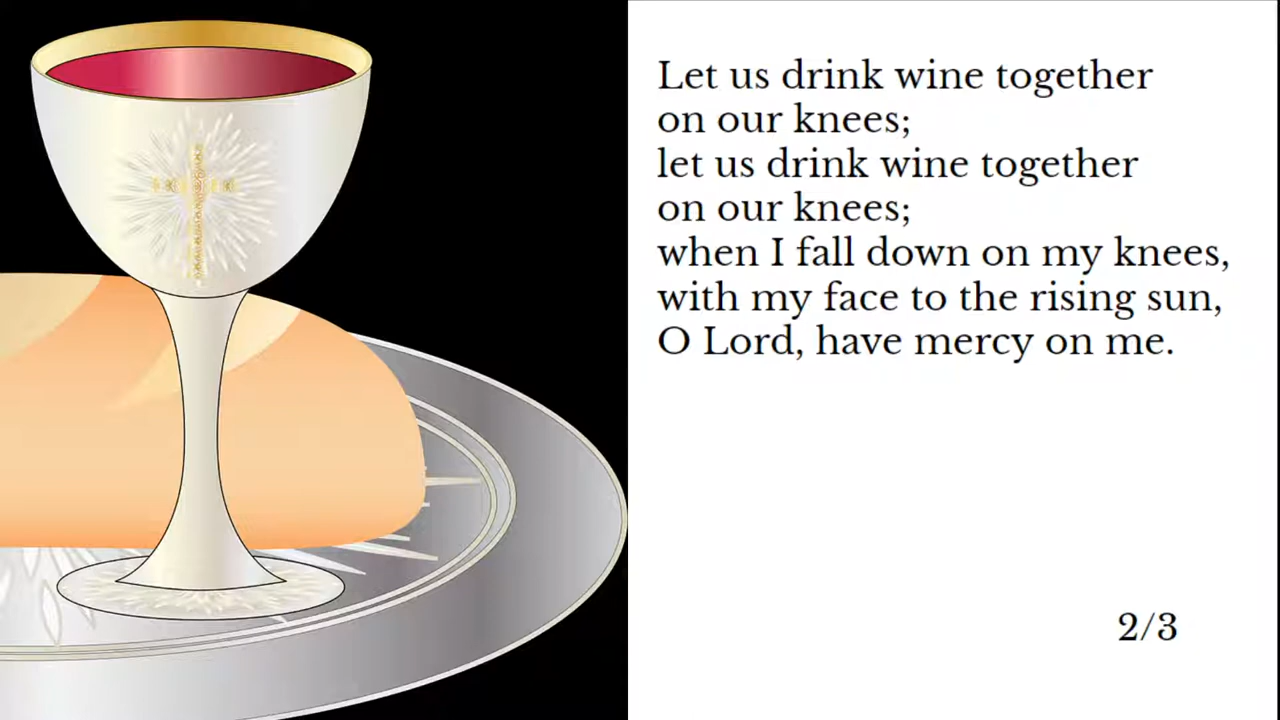 Let us drink wine together
on our knees;
let us drink wine together
on our knees;
when I fall down on my knees,
with my face to the rising sun,
O Lord, have mercy on me.
2/3